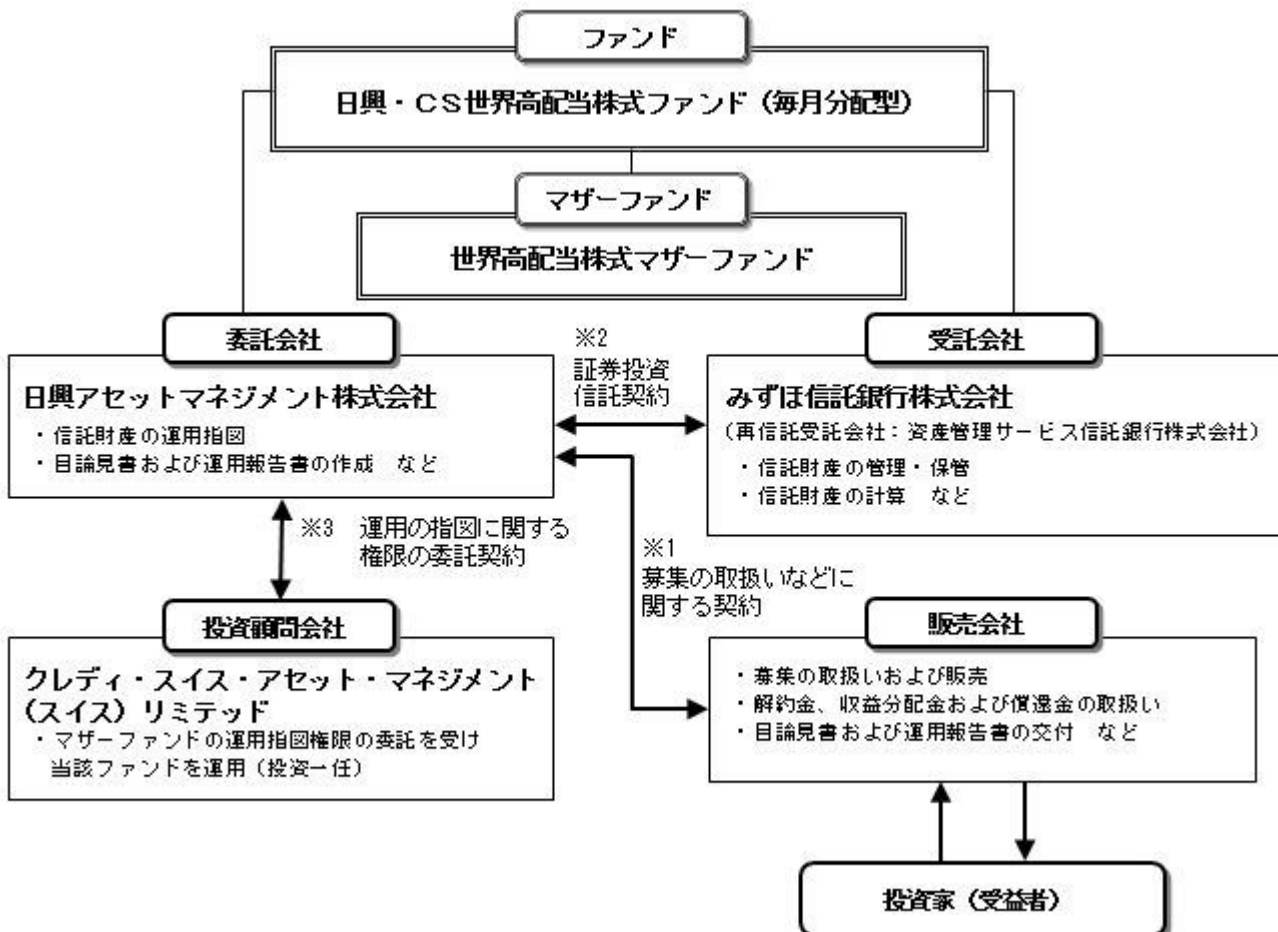 ファンド
日興・ＣＳ世界高配当株式ファンド（毎月分配型）
マザーファンド
世界高配当株式マザーファンド
委託会社
日興アセットマネジメント株式会社
・信託財産の運用指図
・目論見書および運用報告書の作成　など
※2
証券投資
信託契約
受託会社
みずほ信託銀行株式会社
（再信託受託会社：資産管理サービス信託銀行株式会社）
・信託財産の管理・保管
・信託財産の計算　など
※3　運用の指図に関する
権限の委託契約
※1
募集の取扱いなどに
関する契約
投資顧問会社
クレディ・スイス・アセット・マネジメント
（スイス）リミテッド
・マザーファンドの運用指図権限の委託を受け
当該ファンドを運用（投資一任）
販売会社
・募集の取扱いおよび販売
・解約金、収益分配金および償還金の取扱い
・目論見書および運用報告書の交付　など
投資家（受益者）